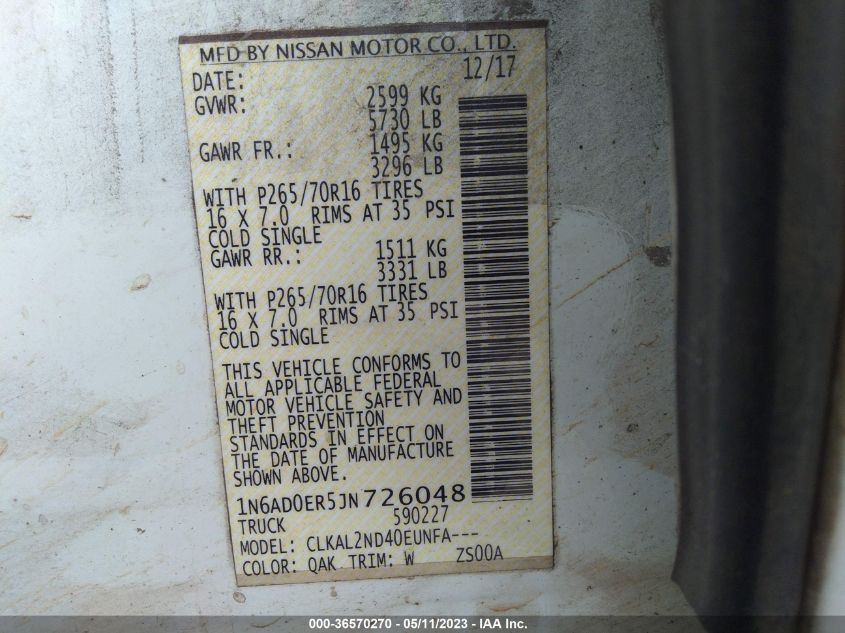 MFD BY NISSAN MOTOR CO., LTD.
DATE: 12/17
GVWR: 2599 KG
5730 LB
GAWR FR.: 1495 KG
3296 LB
WITH P265/70R16 TIRES
16 X 7.0 RIMS AT 35 PSI
COLD SINGLE
GAWR RR.: 1511 KG
3331 LB
WITH P265/70R16 TIRES
16 X 7.0 RIMS AT 35 PSI
COLD SINGLE
THIS VEHICLE CONFORMS TO
ALL APPLICABLE FEDERAL
MOTOR VEHICLE SAFETY AND
THEFT PREVENTION
STANDARDS IN EFFECT ON
THE DATE OF MANUFACTURE
SHOWN ABOVE.
1N6AD0ER5JN726048
TRUCK 590227
MODEL: CLKAL2ND40EUNFA---
COLOR: QAK TRIM: W ZS00A
000-36570270 - 05/11/2023 - IAA Inc.